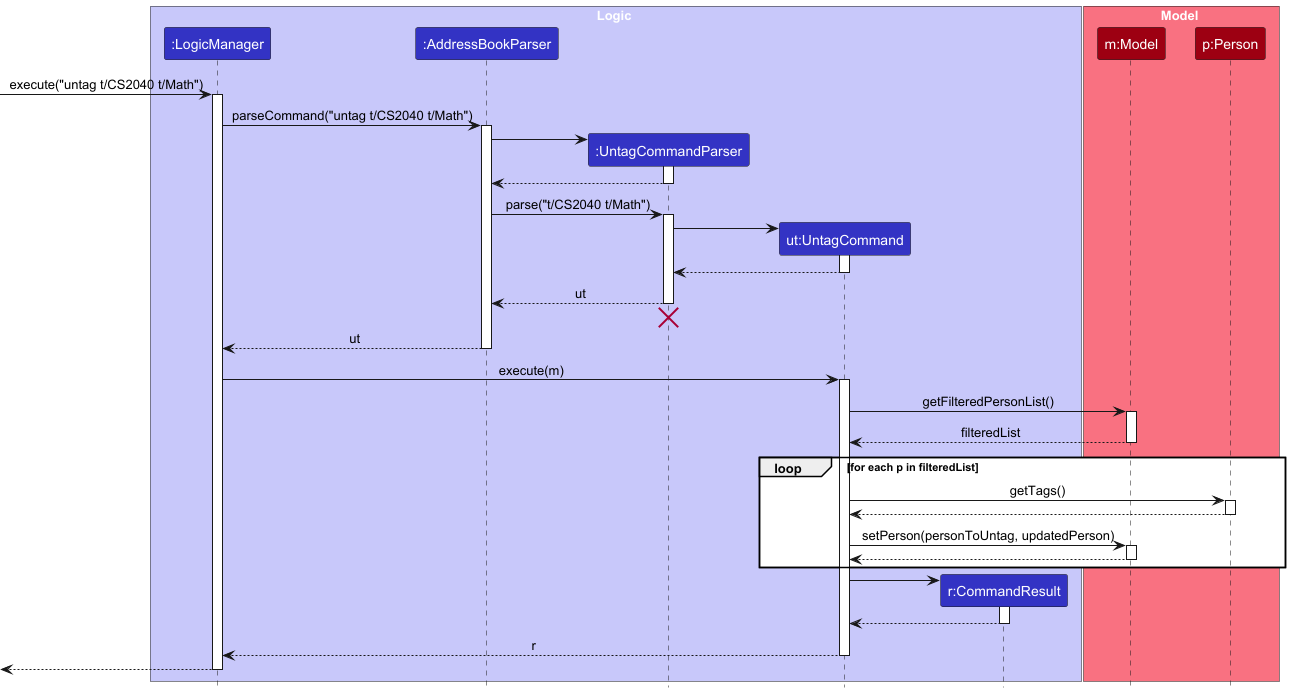 Logic
Model
:LogicManager
:AddressBookParser
m:Model
p:Person
execute("untag t/CS2040 t/Math")
parseCommand("untag t/CS2040 t/Math")
:UntagCommandParser
parse("t/CS2040 t/Math")
ut:UntagCommand
ut
ut
execute(m)
getFilteredPersonList()
filteredList
loop
[for each p in filteredList]
getTags()
setPerson(personToUntag, updatedPerson)
r:CommandResult
r